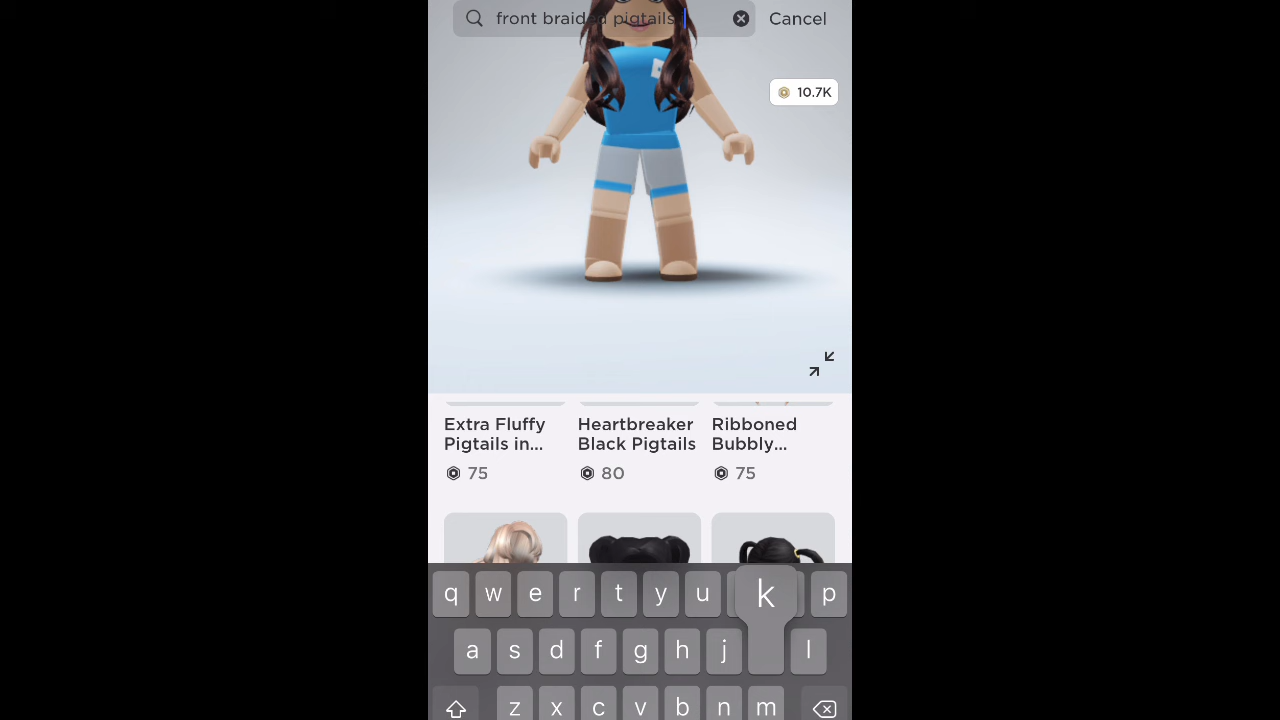 front braided pigtails
Cancel
10.7K
Extra Fluffy Pigtails in...
Heartbreaker Black Pigtails
Ribboned Bubbly...
75
80
75
q w e r t y u k p
a s d f g h j l
z x c v b n m